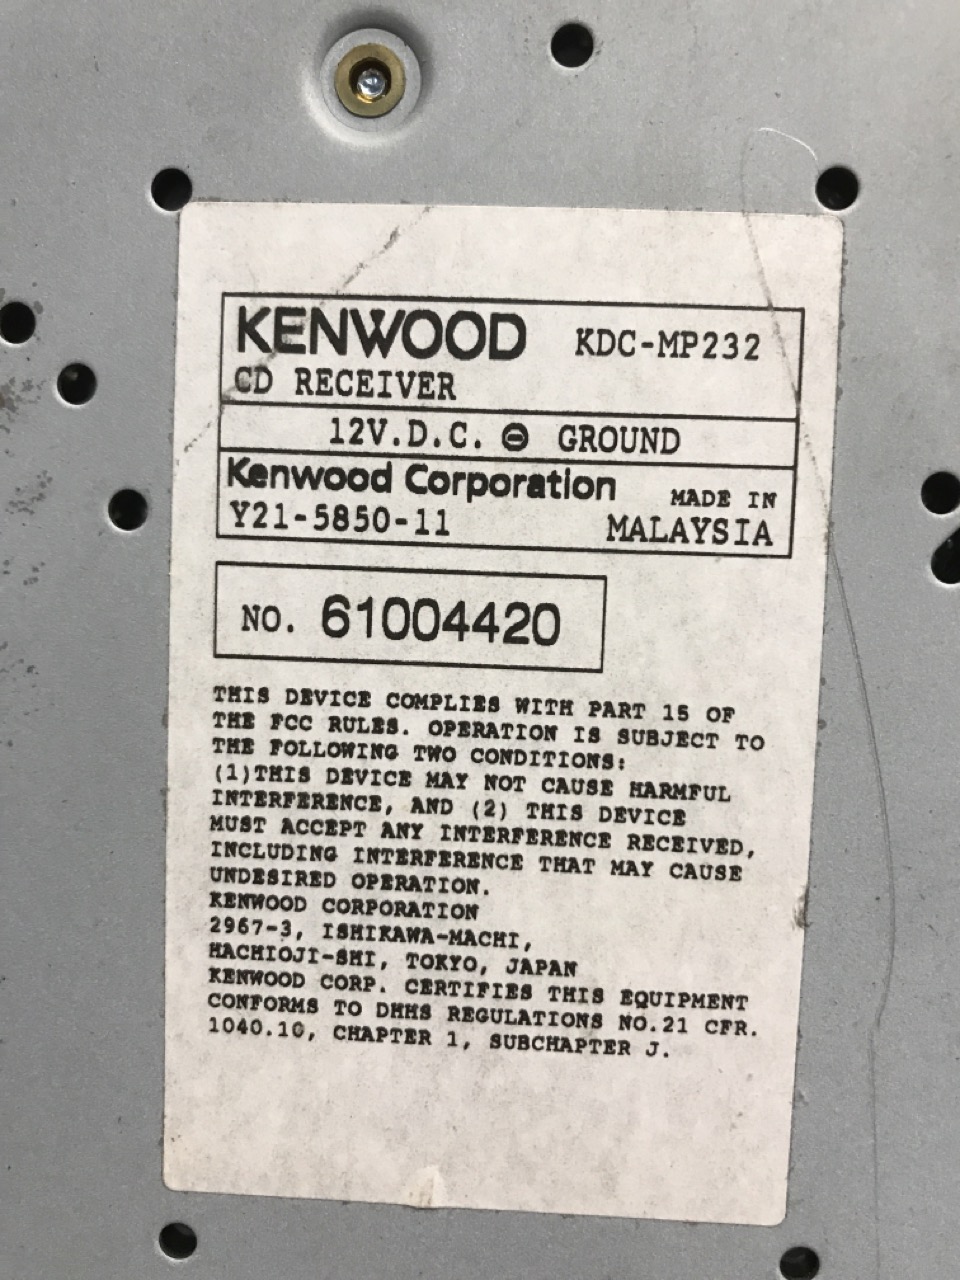 KENWOOD KDC-MP232
CD RECEIVER
12V.D.C. ⊖ GROUND
Kenwood Corporation MADE IN
Y21-5850-11 MALAYSIA
NO. 61004420
THIS DEVICE COMPLIES WITH PART 15 OF
THE FCC RULES. OPERATION IS SUBJECT TO
THE FOLLOWING TWO CONDITIONS:
(1)THIS DEVICE MAY NOT CAUSE HARMFUL
INTERFERENCE, AND (2) THIS DEVICE
MUST ACCEPT ANY INTERFERENCE RECEIVED,
INCLUDING INTERFERENCE THAT MAY CAUSE
UNDESIRED OPERATION.
KENWOOD CORPORATION
2967-3, ISHIKAWA-MACHI,
HACHIOJI-SHI, TOKYO, JAPAN
KENWOOD CORP. CERTIFIES THIS EQUIPMENT
CONFORMS TO DHHS REGULATIONS NO.21 CFR.
1040.10, CHAPTER 1, SUBCHAPTER J.